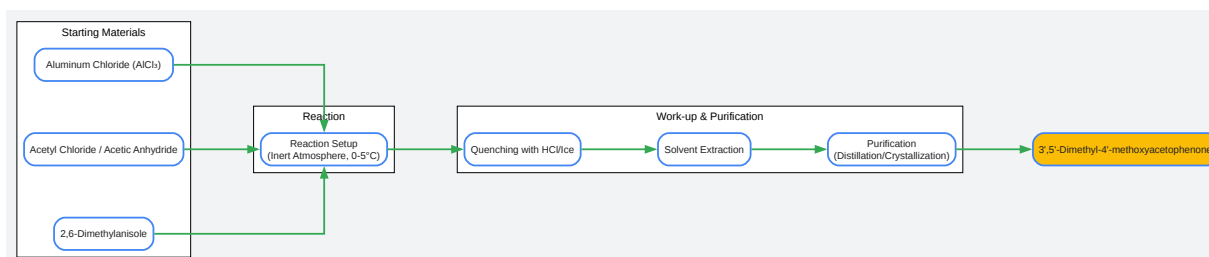 Starting Materials
Aluminum Chloride (AlCl₃)
Acetyl Chloride / Acetic Anhydride
2,6-Dimethylanisole
Reaction
Reaction Setup
(Inert Atmosphere, 0-5°C)
Work-up & Purification
Quenching with HCl/Ice
Solvent Extraction
Purification
(Distillation/Crystallization)
3',5'-Dimethyl-4'-methoxyacetophenone